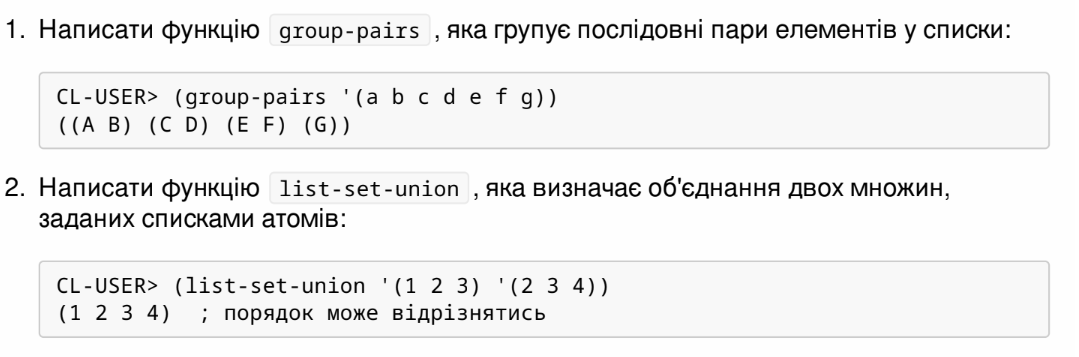 1. Написати функцію group-pairs , яка групує послідовні пари елементів у списки:
CL-USER> (group-pairs '(a b c d e f g))
((A B) (C D) (E F) (G))
2. Написати функцію list-set-union , яка визначає об'єднання двох множин,
заданих списками атомів:
CL-USER> (list-set-union '(1 2 3) '(2 3 4))
(1 2 3 4)  ; порядок може відрізнятись